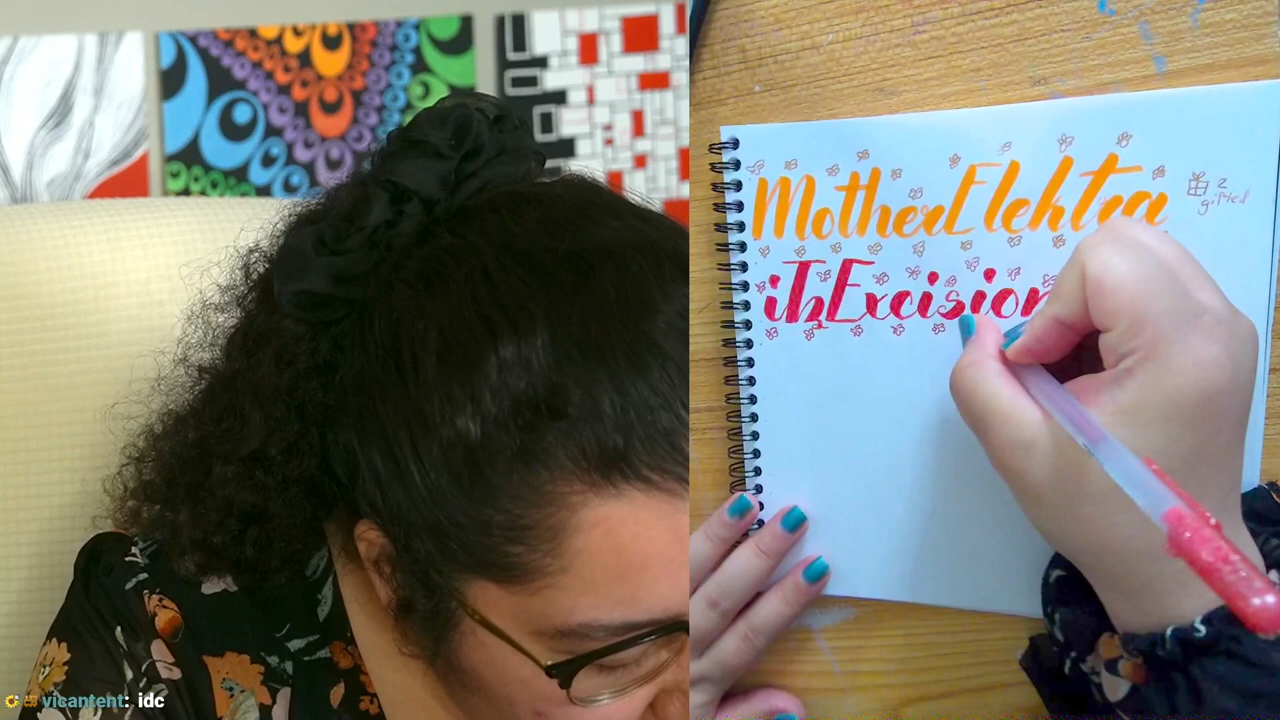 MotherElektra
2
gifted
ihExcision
vicantent: idc